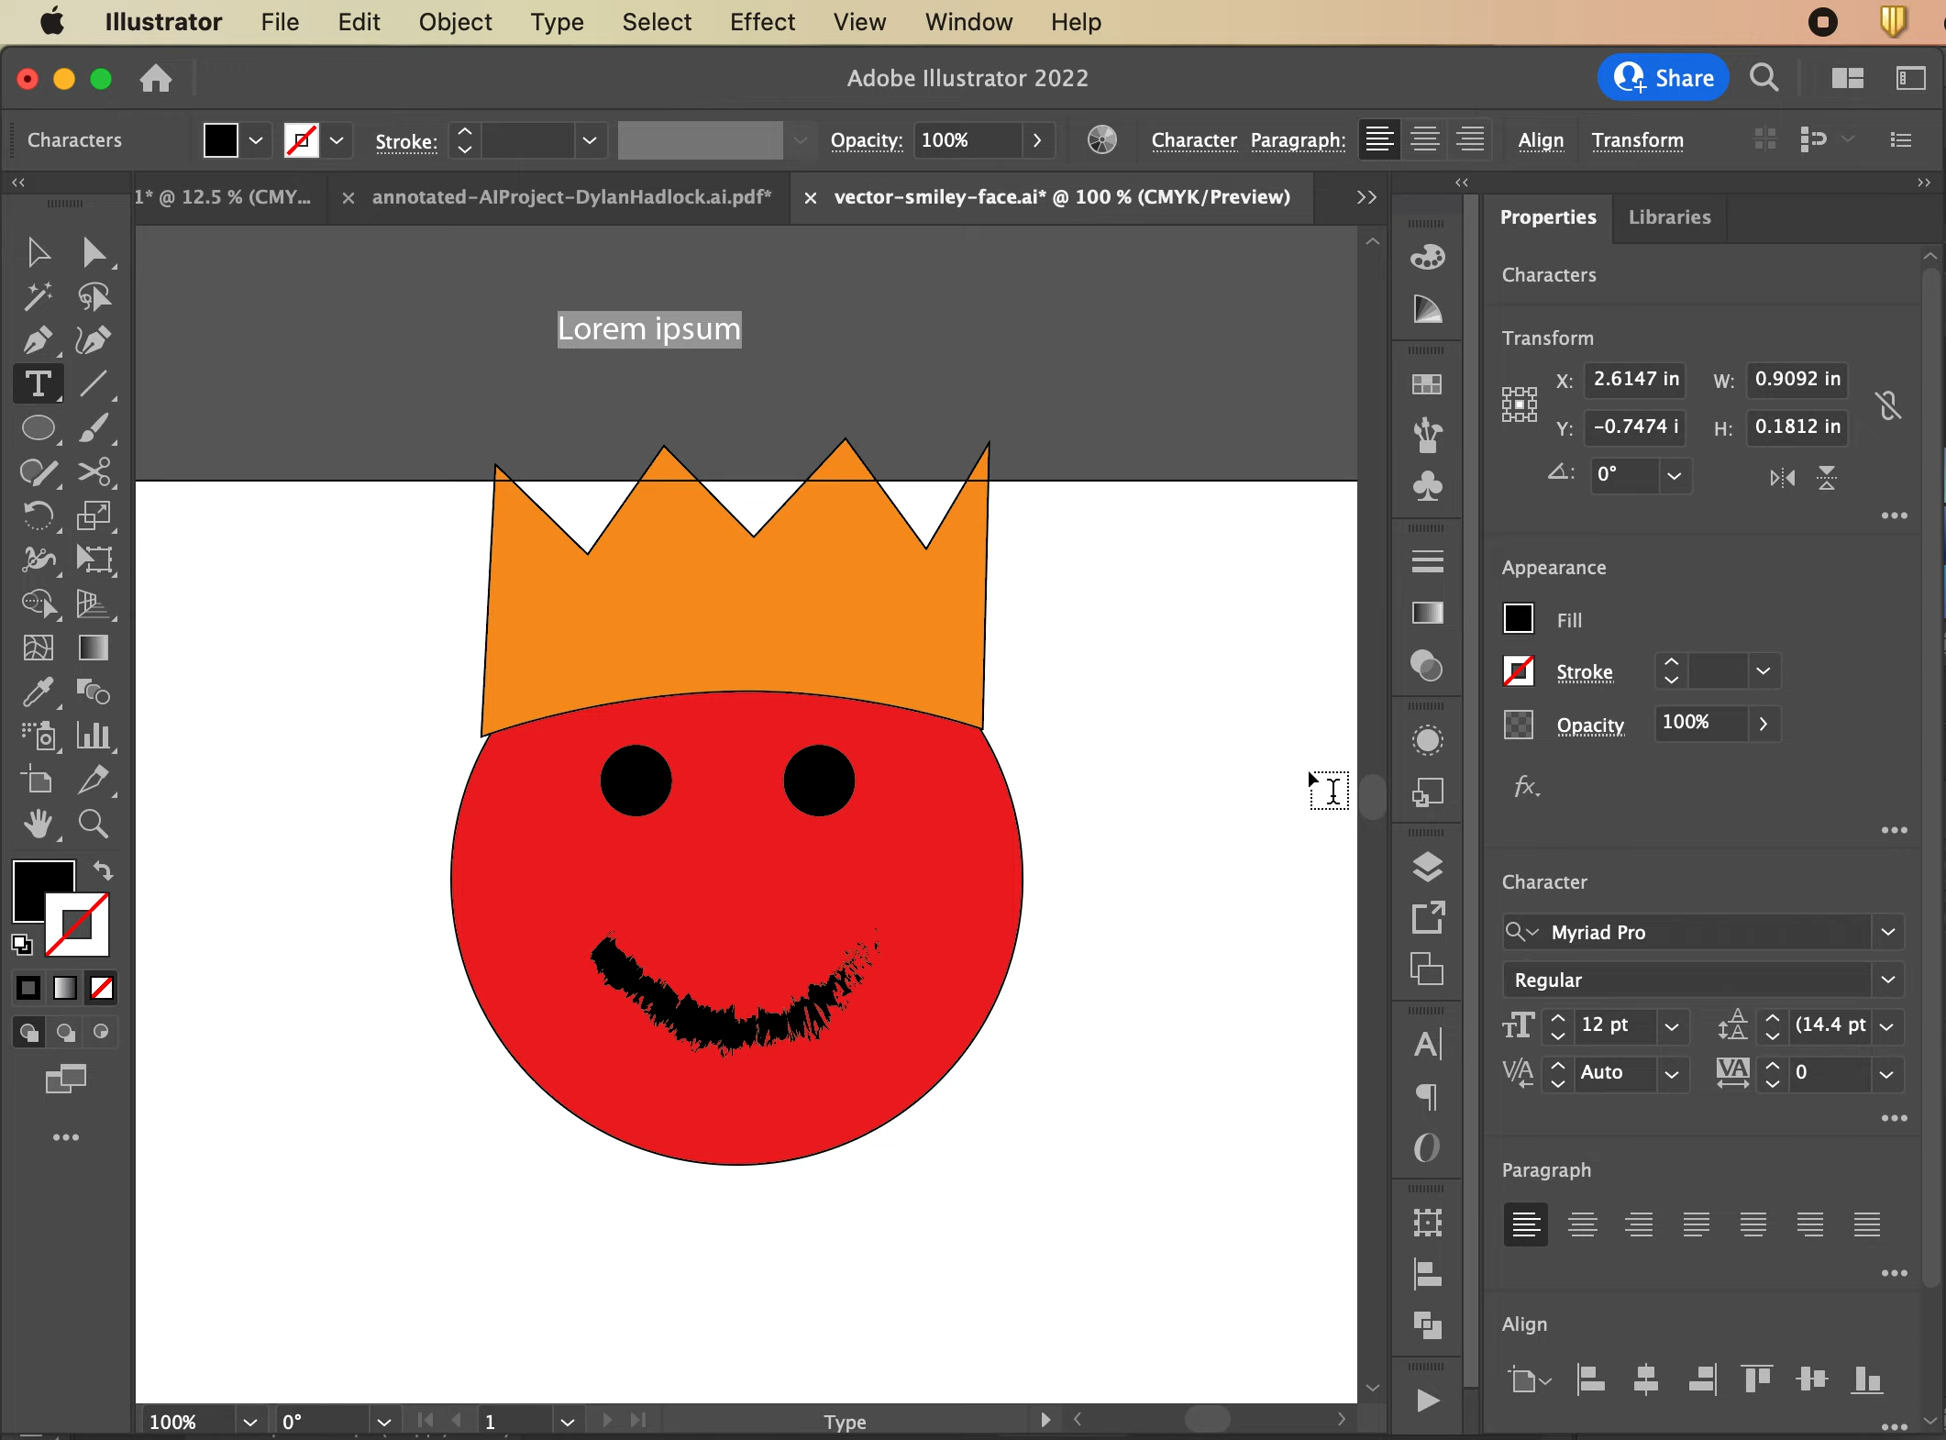 Illustrator File Edit Object Type Select Effect View Window Help
Adobe Illustrator 2022
Share
Characters
Stroke:
Opacity: 100%
Character Paragraph: Align Transform
1* @ 12.5 % (CMY...
annotated-AIProject-DylanHadlock.ai.pdf*
vector-smiley-face.ai* @ 100 % (CMYK/Preview)
Properties Libraries
Characters
Transform
X: 2.6147 in W: 0.9092 in
Y: -0.7474 i H: 0.1812 in
0°
Lorem ipsum
Appearance
Fill
Stroke
Opacity 100%
fx
Character
Myriad Pro
Regular
12 pt (14.4 pt
Auto 0
Paragraph
Align
100% 0° 1 Type